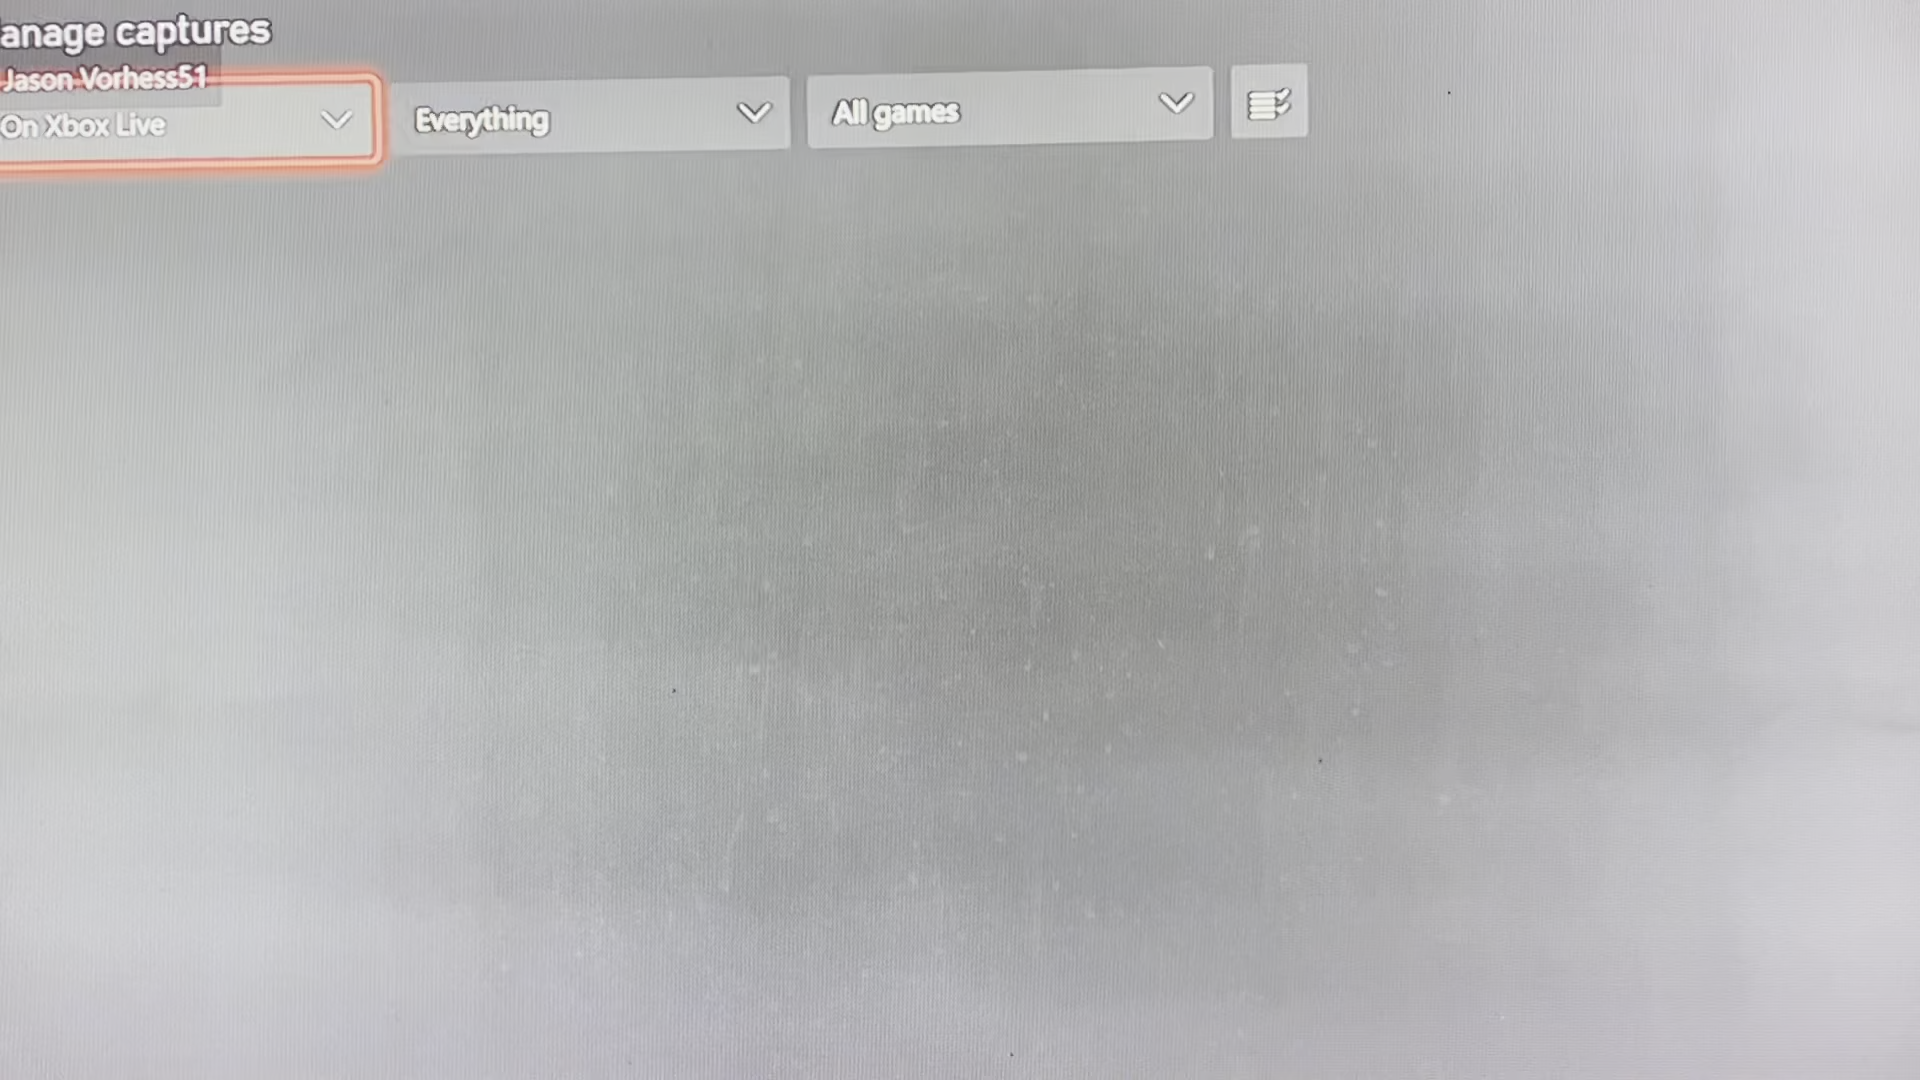 anage captures
Jason Vorhess51
On Xbox Live
Everything
All games